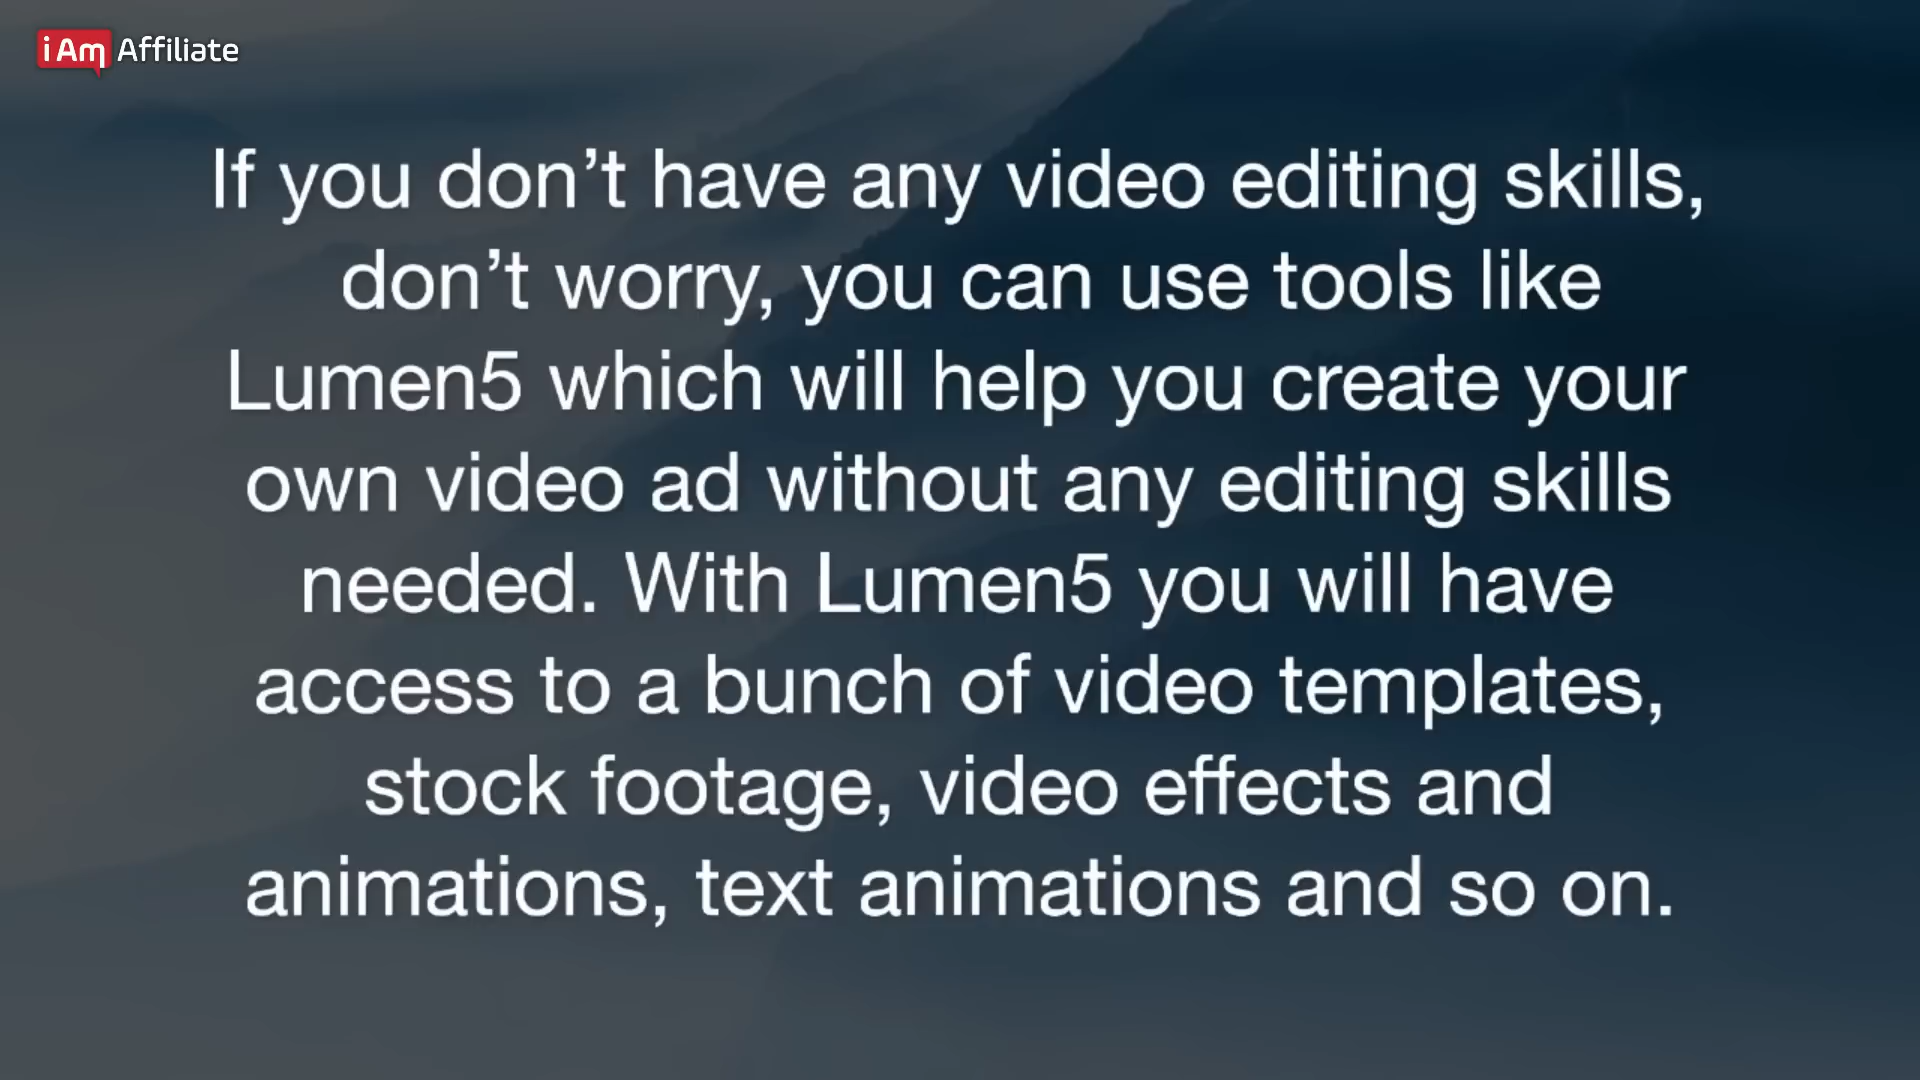 i Am Affiliate
If you don’t have any video editing skills,
don’t worry, you can use tools like
Lumen5 which will help you create your
own video ad without any editing skills
needed. With Lumen5 you will have
access to a bunch of video templates,
stock footage, video effects and
animations, text animations and so on.